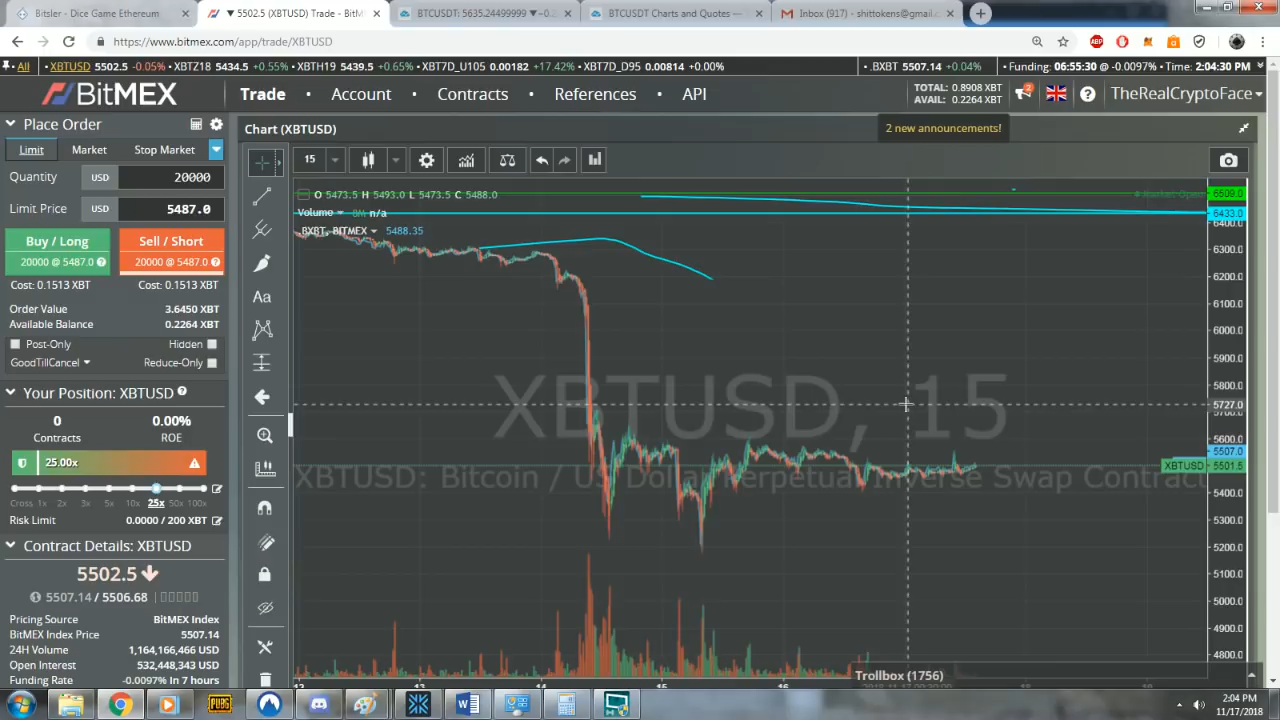 Bitsler - Dice Game Ethereum
▼ 5502.5 (XBTUSD) Trade - BitM
BTCUSDT: 5635.24499999 ▼−0.2
BTCUSDT Charts and Quotes —
Inbox (917) - shittokens@gmail.c
https://www.bitmex.com/app/trade/XBTUSD
All • XBTUSD 5502.5 -0.05% • XBTZ18 5434.5 +0.55% • XBTH19 5439.5 +0.65% • XBT7D_U105 0.00182 +17.42% • XBT7D_D95 0.00814 +0.00%
.BXBT 5507.14 +0.04%
Funding: 06:55:30 @ -0.0097% • Time: 2:04:30 PM
BitMEX
Trade • Account • Contracts • References • API
TOTAL: 0.8908 XBT
AVAIL: 0.2264 XBT
2
TheRealCryptoFace
2 new announcements!
Place Order
Limit Market Stop Market
Quantity USD 20000
Limit Price USD 5487.0
Buy / Long
20000 @ 5487.0
Sell / Short
20000 @ 5487.0
Cost: 0.1513 XBT Cost: 0.1513 XBT
Order Value 3.6450 XBT
Available Balance 0.2264 XBT
Post-Only Hidden
GoodTillCancel Reduce-Only
Your Position: XBTUSD
0 0.00%
Contracts ROE
25.00x
Cross 1x 2x 3x 5x 10x 25x 50x 100x
Risk Limit 0.0000 / 200 XBT
Contract Details: XBTUSD
5502.5
5507.14 / 5506.68
Pricing Source BitMEX Index
BitMEX Index Price 5507.14
24H Volume 1,164,166,466 USD
Open Interest 532,448,343 USD
Funding Rate -0.0097% In 7 hours
Chart (XBTUSD)
15
Aa
O 5473.5 H 5493.0 L 5473.5 C 5488.0
Volume n/a
BXBT, BITMEX 5488.35
XBTUSD, 15
XBTUSD: Bitcoin / US Dollar Perpetual Inverse Swap Contract
6509.0
6433.0
6400.0
6300.0
6200.0
6100.0
6000.0
5900.0
5800.0
5727.0
5700.0
5600.0
5507.0
XBTUSD 5501.5
5400.0
5300.0
5200.0
5100.0
5000.0
4900.0
4800.0
Trollbox (1756)
14
15
16
2:04 PM
11/17/2018